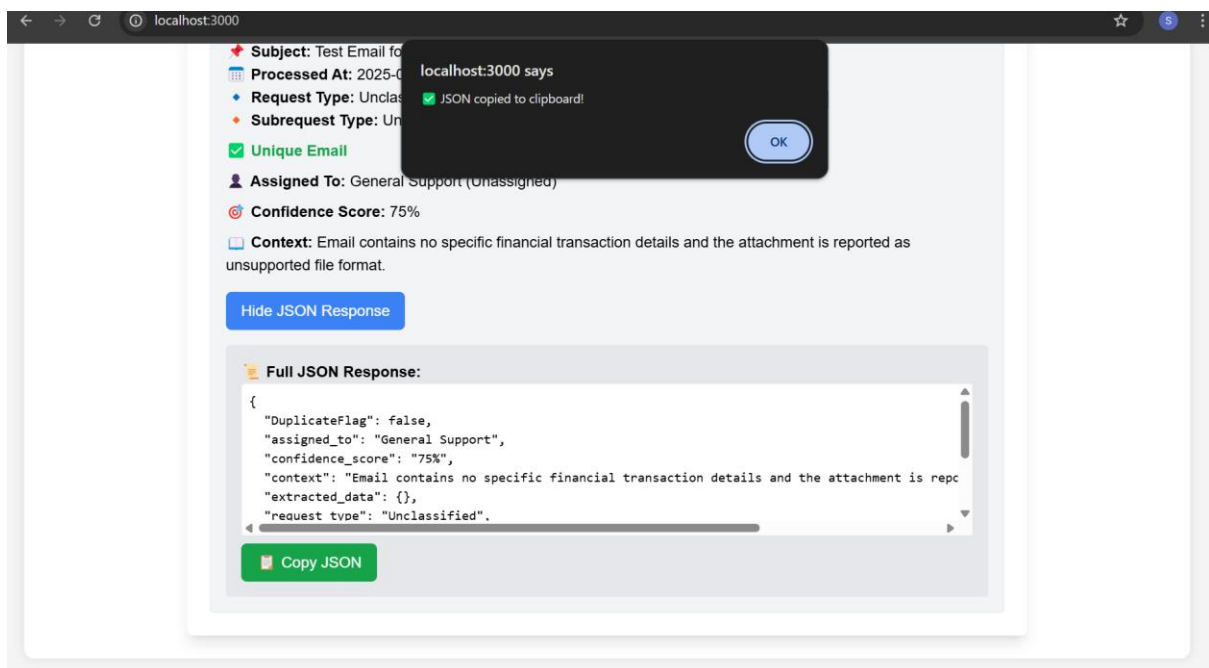 localhost:3000
S
📌 Subject: Test Email fo
localhost:3000 says
📅 Processed At: 2025-0
✅ JSON copied to clipboard!
🔹 Request Type: Unclas
🔸 Subrequest Type: Un
OK
✅ Unique Email
👤 Assigned To: General Support (Unassigned)
🎯 Confidence Score: 75%
📖 Context: Email contains no specific financial transaction details and the attachment is reported as
unsupported file format.
Hide JSON Response
📜 Full JSON Response:
{
"DuplicateFlag": false,
"assigned_to": "General Support",
"confidence_score": "75%",
"context": "Email contains no specific financial transaction details and the attachment is repo
"extracted_data": {},
"request_type": "Unclassified",
📋 Copy JSON